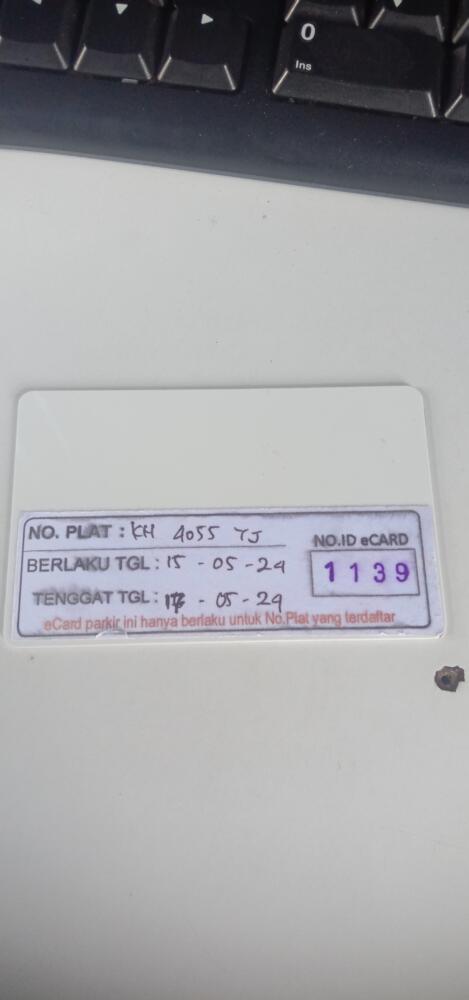 0
Ins
NO. PLAT : KH 4055 TJ
BERLAKU TGL : 15 - 05 - 24
NO.ID eCARD
1139
TENGGAT TGL : - 05 - 29
eCard parkir ini hanya berlaku untuk No.Plat yang terdaftar